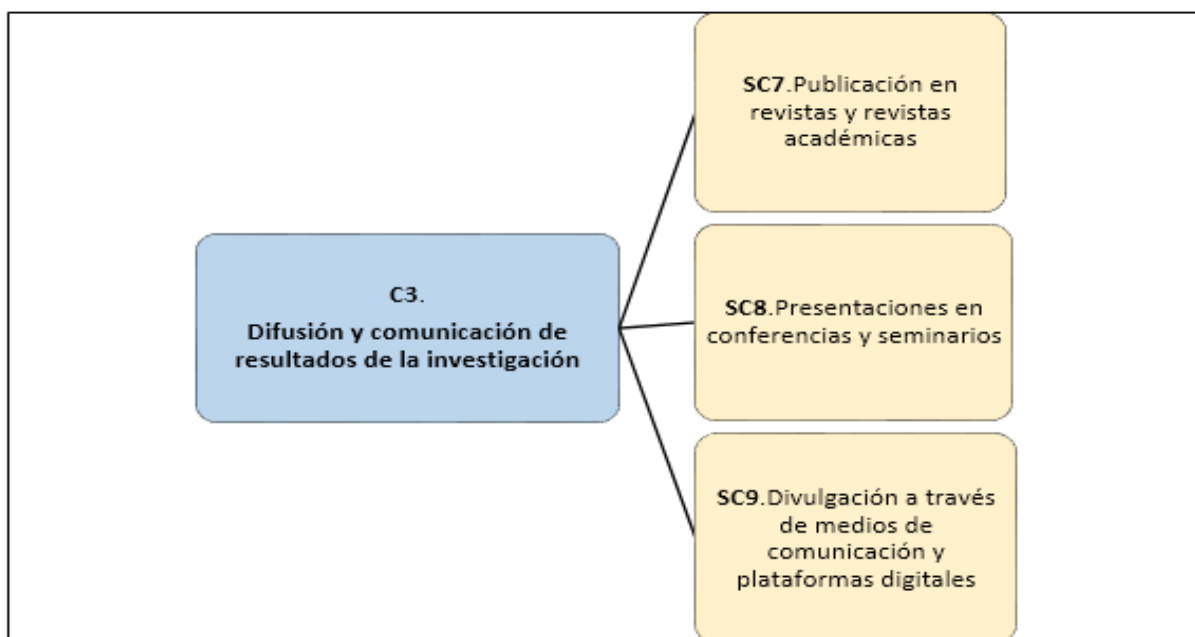 SC7.Publicación en
revistas y revistas
académicas
C3.
Difusión y comunicación de
resultados de la investigación
SC8.Presentaciones en
conferencias y seminarios
SC9.Divulgación a través
de medios de
comunicación y
plataformas digitales